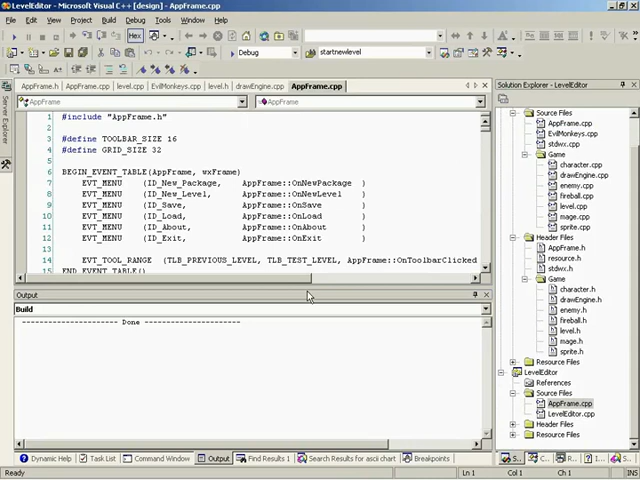 LevelEditor - Microsoft Visual C++ [design] - AppFrame.cpp
File Edit View Project Build Debug Tools Window Help
Hex
Debug startnewlevel
AppFrame.h AppFrame.cpp level.cpp EvilMonkeys.cpp level.h drawEngine.cpp AppFrame.cpp
AppFrame AppFrame
1 #include "AppFrame.h"
2
3 #define TOOLBAR_SIZE 16
4 #define GRID_SIZE 32
5
6 BEGIN_EVENT_TABLE(AppFrame, wxFrame)
7 EVT_MENU (ID_New_Package, AppFrame::OnNewPackage )
8 EVT_MENU (ID_New_Level, AppFrame::OnNewLevel )
9 EVT_MENU (ID_Save, AppFrame::OnSave )
10 EVT_MENU (ID_Load, AppFrame::OnLoad )
11 EVT_MENU (ID_About, AppFrame::OnAbout )
12 EVT_MENU (ID_Exit, AppFrame::OnExit )
13
14 EVT_TOOL_RANGE (TLB_PREVIOUS_LEVEL, TLB_TEST_LEVEL, AppFrame::OnToolbarClicked
15 END_EVENT_TABLE()
Output
Build
---------------------- Done ----------------------
Server Explorer
Solution Explorer - LevelEditor
Source Files
AppFrame.cpp
EvilMonkeys.cpp
stdwx.cpp
Game
character.cpp
drawEngine.cpp
enemy.cpp
fireball.cpp
level.cpp
mage.cpp
sprite.cpp
Header Files
AppFrame.h
resource.h
stdwx.h
Game
character.h
drawEngine.h
enemy.h
fireball.h
level.h
mage.h
sprite.h
Resource Files
LevelEditor
References
Source Files
AppFrame.cpp
LevelEditor.cpp
Header Files
Resource Files
Dynamic Help Task List Command Window Output Find Results 1 Search Results for ascii chart Breakpoints
S... C... R... I... S...
Ready Ln 1 Col 1 Ch 1 INS